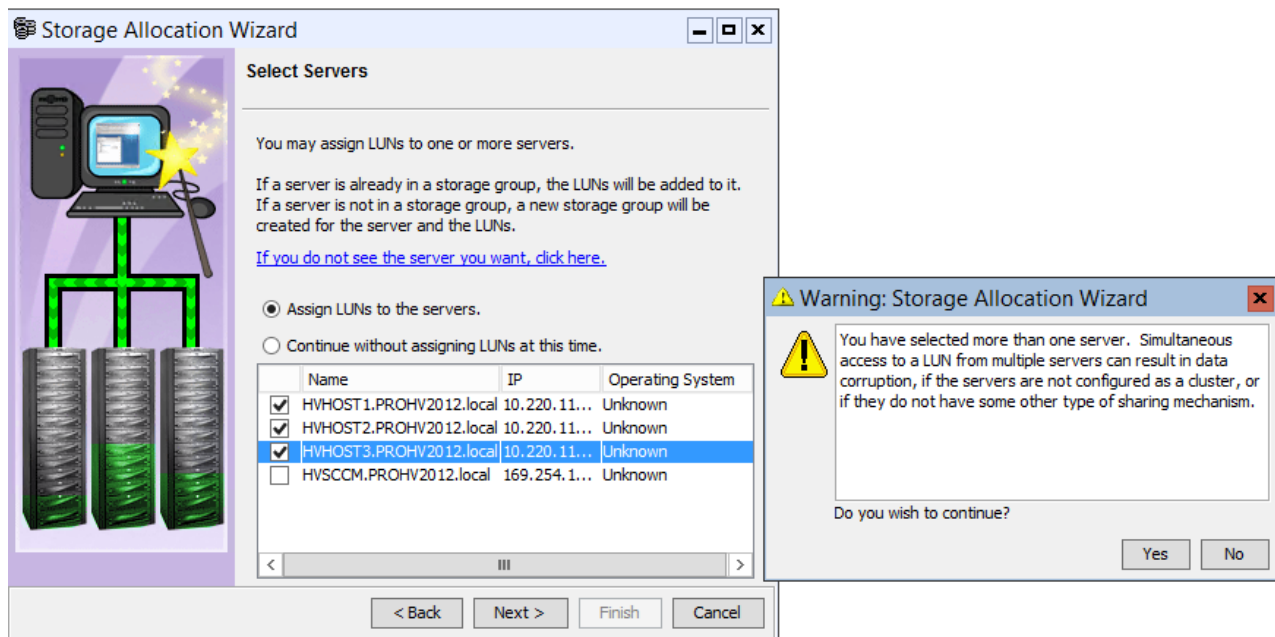 Storage Allocation Wizard
Select Servers
You may assign LUNs to one or more servers.
If a server is already in a storage group, the LUNs will be added to it.
If a server is not in a storage group, a new storage group will be
created for the server and the LUNs.
If you do not see the server you want, click here.
Assign LUNs to the servers.
Continue without assigning LUNs at this time.
Name IP Operating System
HVHOST1.PROHV2012.local 10.220.11... Unknown
HVHOST2.PROHV2012.local 10.220.11... Unknown
HVHOST3.PROHV2012.local 10.220.11... Unknown
HVSCCM.PROHV2012.local 169.254.1... Unknown
< Back Next > Finish Cancel
Warning: Storage Allocation Wizard
You have selected more than one server. Simultaneous
access to a LUN from multiple servers can result in data
corruption, if the servers are not configured as a cluster, or
if they do not have some other type of sharing mechanism.
Do you wish to continue?
Yes No